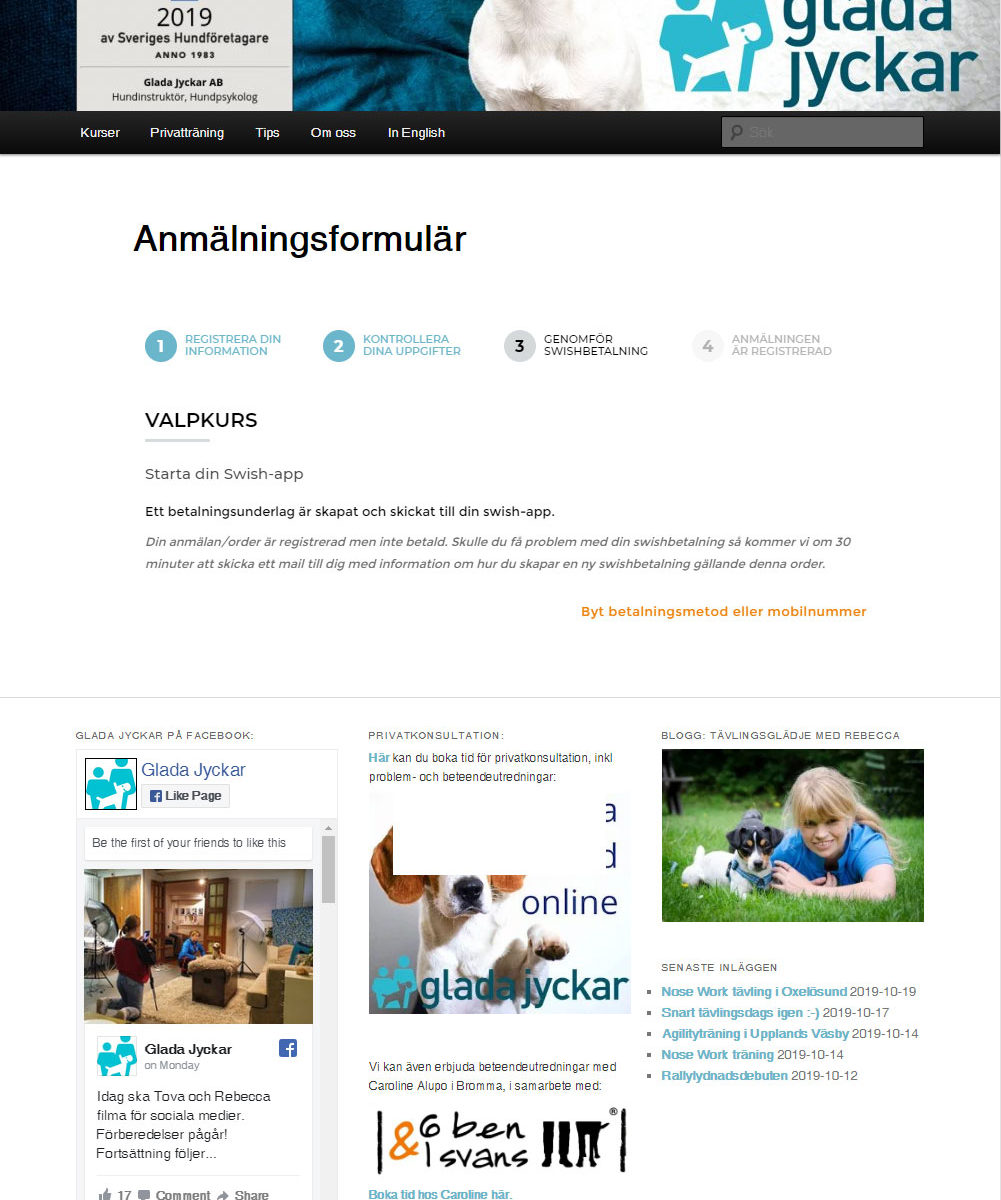 2019
av Sveriges Hundföretagare
ANNO 1983
Glada Jyckar AB
Hundinstruktör, Hundpsykolog
glada
jyckar
Kurser Privatträning Tips Om oss In English
Sök
Anmälningsformulär
1 REGISTRERA DIN
INFORMATION
2 KONTROLLERA
DINA UPPGIFTER
3 GENOMFÖR
SWISHBETALNING
4 ANMÄLNINGEN
ÄR REGISTRERAD
VALPKURS
Starta din Swish-app
Ett betalningsunderlag är skapat och skickat till din swish-app.
Din anmälan/order är registrerad men inte betald. Skulle du få problem med din swishbetalning så kommer vi om 30
minuter att skicka ett mail till dig med information om hur du skapar en ny swishbetalning gällande denna order.
Byt betalningsmetod eller mobilnummer
GLADA JYCKAR PÅ FACEBOOK:
Glada Jyckar
Like Page
Be the first of your friends to like this
Glada Jyckar
on Monday
Idag ska Tova och Rebecca
filma för sociala medier.
Förberedelser pågår!
Fortsättning följer...
17 Comment Share
PRIVATKONSULTATION:
Här kan du boka tid för privatkonsultation, inkl
problem- och beteendeutredningar:
a
d
online
glada jyckar
Vi kan även erbjuda beteendeutredningar med
Caroline Alupo i Bromma, i samarbete med:
6 ben
& 1 svans
®
Boka tid hos Caroline här.
BLOGG: TÄVLINGSGLÄDJE MED REBECCA
SENASTE INLÄGGEN
Nose Work tävling i Oxelösund 2019-10-19
Snart tävlingsdags igen :-) 2019-10-17
Agilityträning i Upplands Väsby 2019-10-14
Nose Work träning 2019-10-14
Rallylydnadsdebuten 2019-10-12